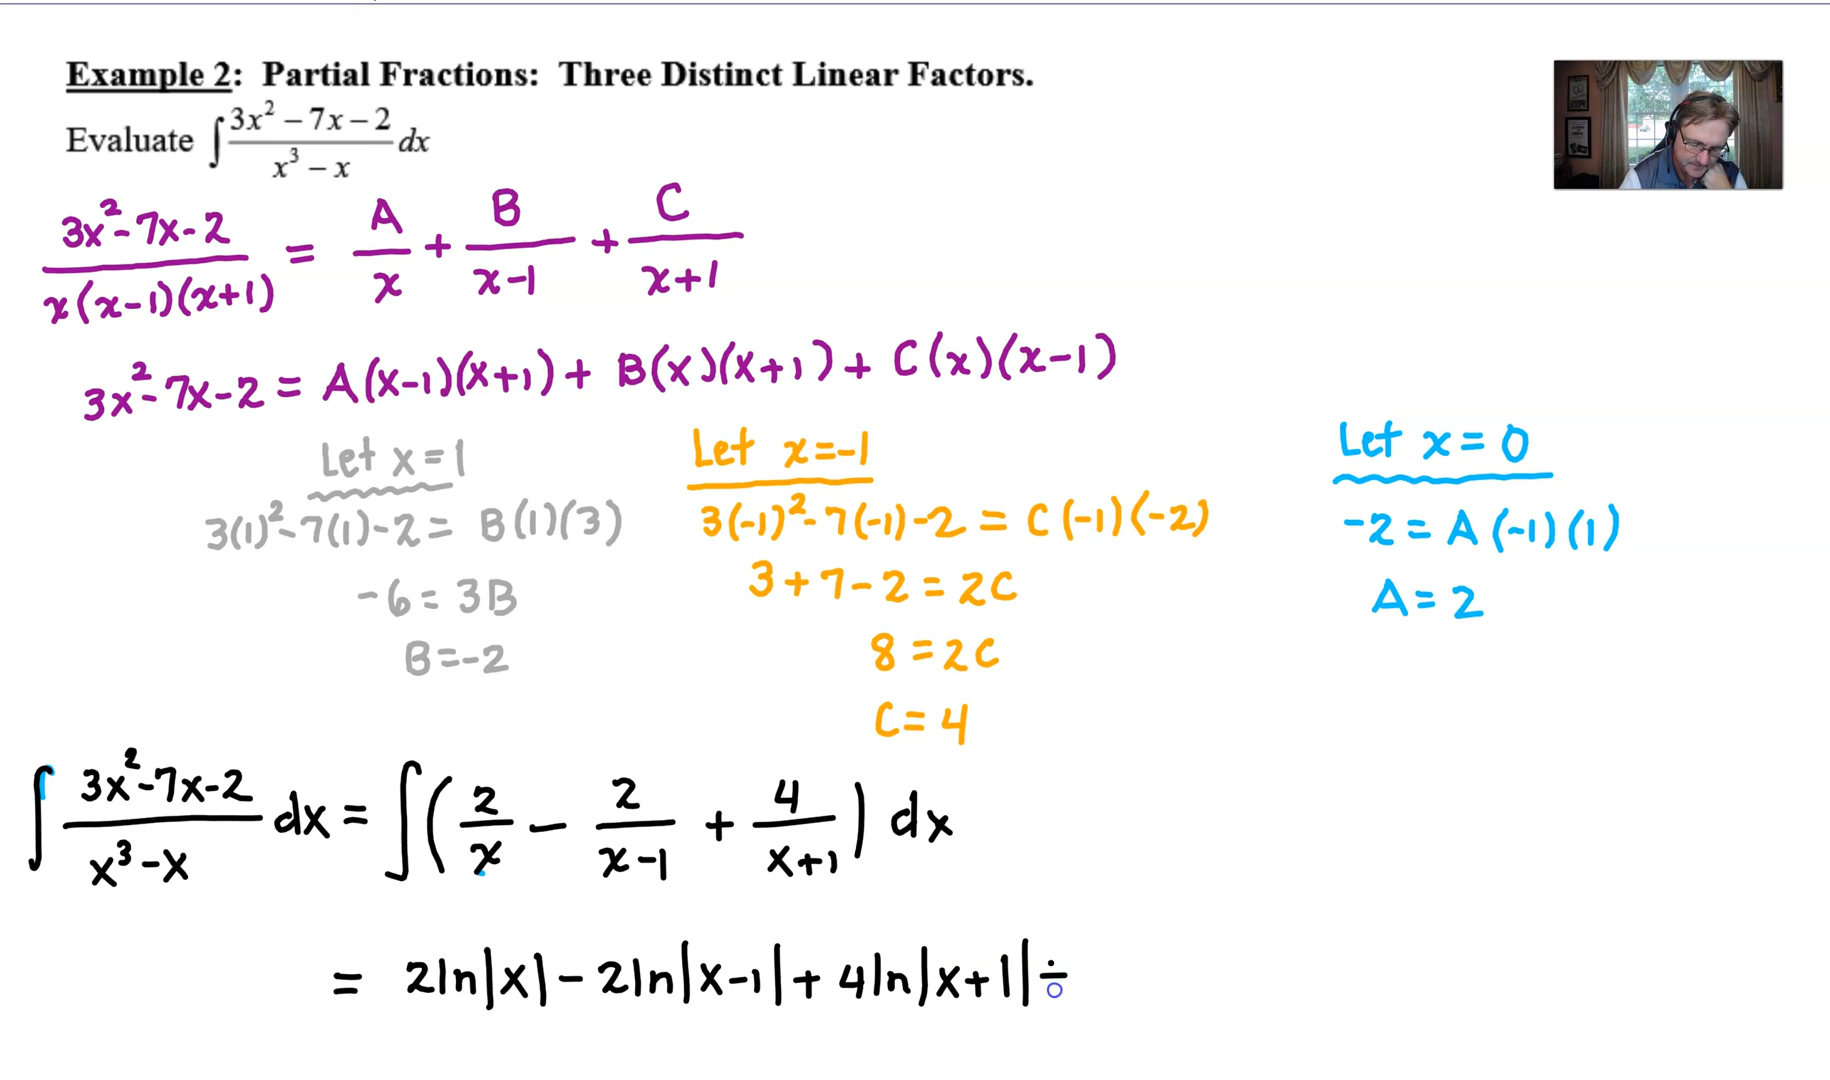 Example 2: Partial Fractions: Three Distinct Linear Factors.
Evaluate ∫ (3x² − 7x − 2)/(x³ − x) dx
(3x²-7x-2)/(x(x-1)(x+1)) = A/x + B/(x-1) + C/(x+1)
3x²-7x-2 = A(x-1)(x+1) + B(x)(x+1) + C(x)(x-1)
Let x=1
3(1)²-7(1)-2 = B(1)(3)
-6 = 3B
B=-2
Let x=-1
3(-1)²-7(-1)-2 = C(-1)(-2)
3+7-2 = 2C
8 = 2C
C = 4
Let x = 0
-2 = A(-1)(1)
A = 2
∫ (3x²-7x-2)/(x³-x) dx = ∫ (2/x - 2/(x-1) + 4/(x+1)) dx
= 2ln|x| - 2ln|x-1| + 4ln|x+1|